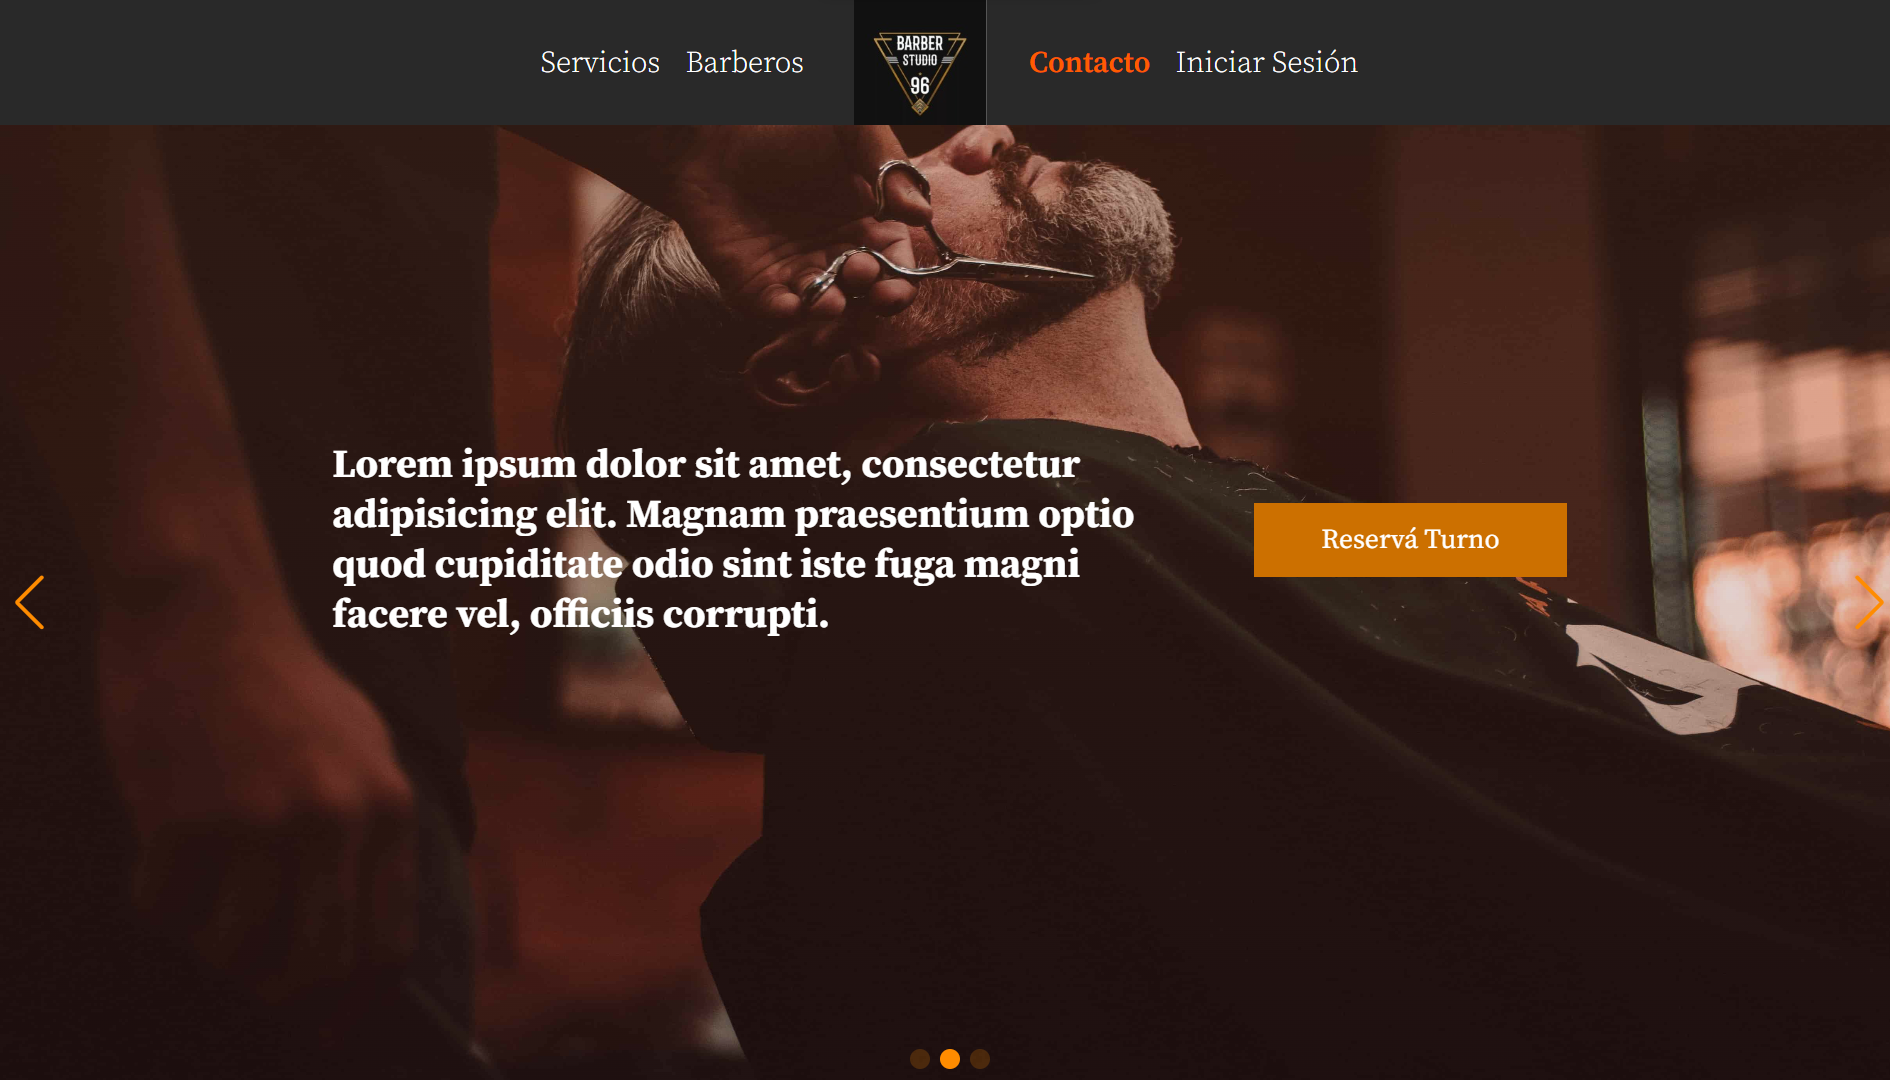 Servicios Barberos
BARBER
STUDIO
96
Contacto Iniciar Sesión
Lorem ipsum dolor sit amet, consectetur
adipisicing elit. Magnam praesentium optio
quod cupiditate odio sint iste fuga magni
facere vel, officiis corrupti.
Reservá Turno